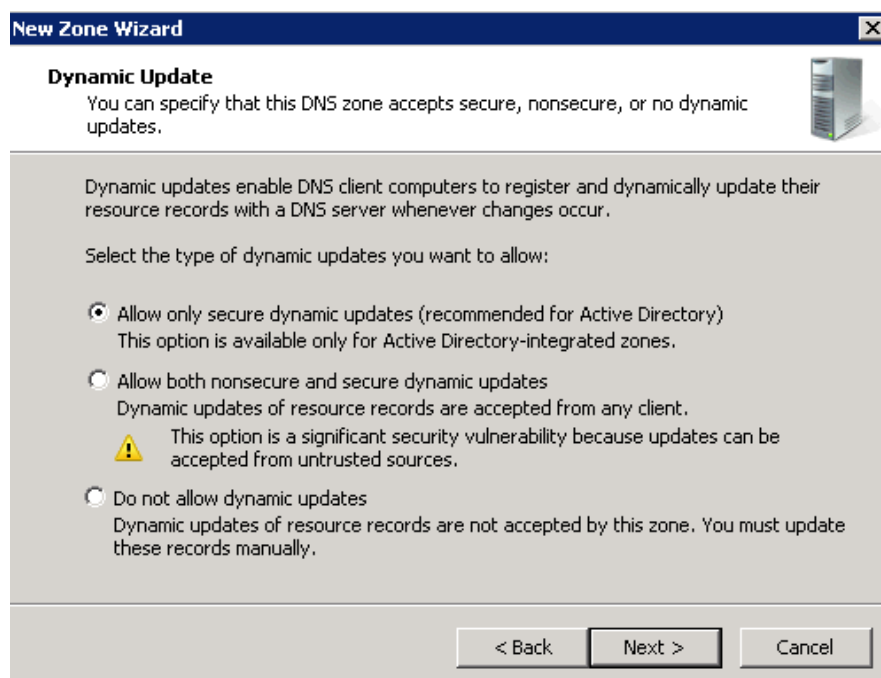 New Zone Wizard
Dynamic Update
You can specify that this DNS zone accepts secure, nonsecure, or no dynamic
updates.
Dynamic updates enable DNS client computers to register and dynamically update their
resource records with a DNS server whenever changes occur.
Select the type of dynamic updates you want to allow:
Allow only secure dynamic updates (recommended for Active Directory)
This option is available only for Active Directory-integrated zones.
Allow both nonsecure and secure dynamic updates
Dynamic updates of resource records are accepted from any client.
This option is a significant security vulnerability because updates can be
accepted from untrusted sources.
Do not allow dynamic updates
Dynamic updates of resource records are not accepted by this zone. You must update
these records manually.
< Back Next > Cancel